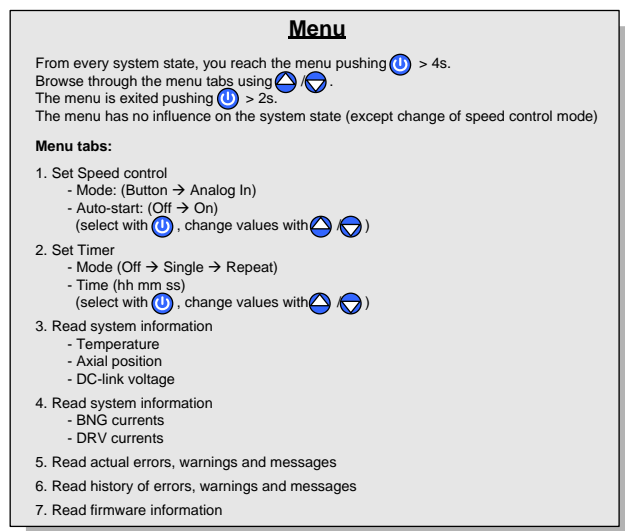 Menu
From every system state, you reach the menu pushing > 4s.
Browse through the menu tabs using / .
The menu is exited pushing > 2s.
The menu has no influence on the system state (except change of speed control mode)
Menu tabs:
1. Set Speed control
- Mode: (Button → Analog In)
- Auto-start: (Off → On)
(select with , change values with / )
2. Set Timer
- Mode (Off → Single → Repeat)
- Time (hh mm ss)
(select with , change values with / )
3. Read system information
- Temperature
- Axial position
- DC-link voltage
4. Read system information
- BNG currents
- DRV currents
5. Read actual errors, warnings and messages
6. Read history of errors, warnings and messages
7. Read firmware information